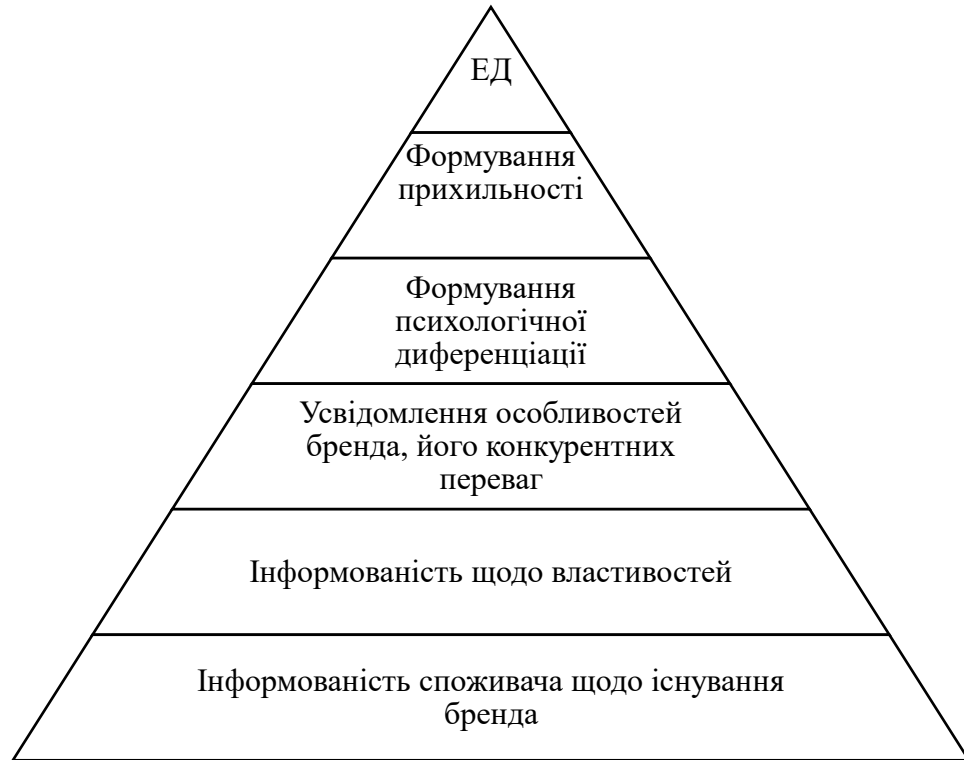 ЕД
Формування
прихильності
Формування
психологічної
диференціації
Усвідомлення особливостей
бренда, його конкурентних
переваг
Інформованість щодо властивостей
Інформованість споживача щодо існування
бренда